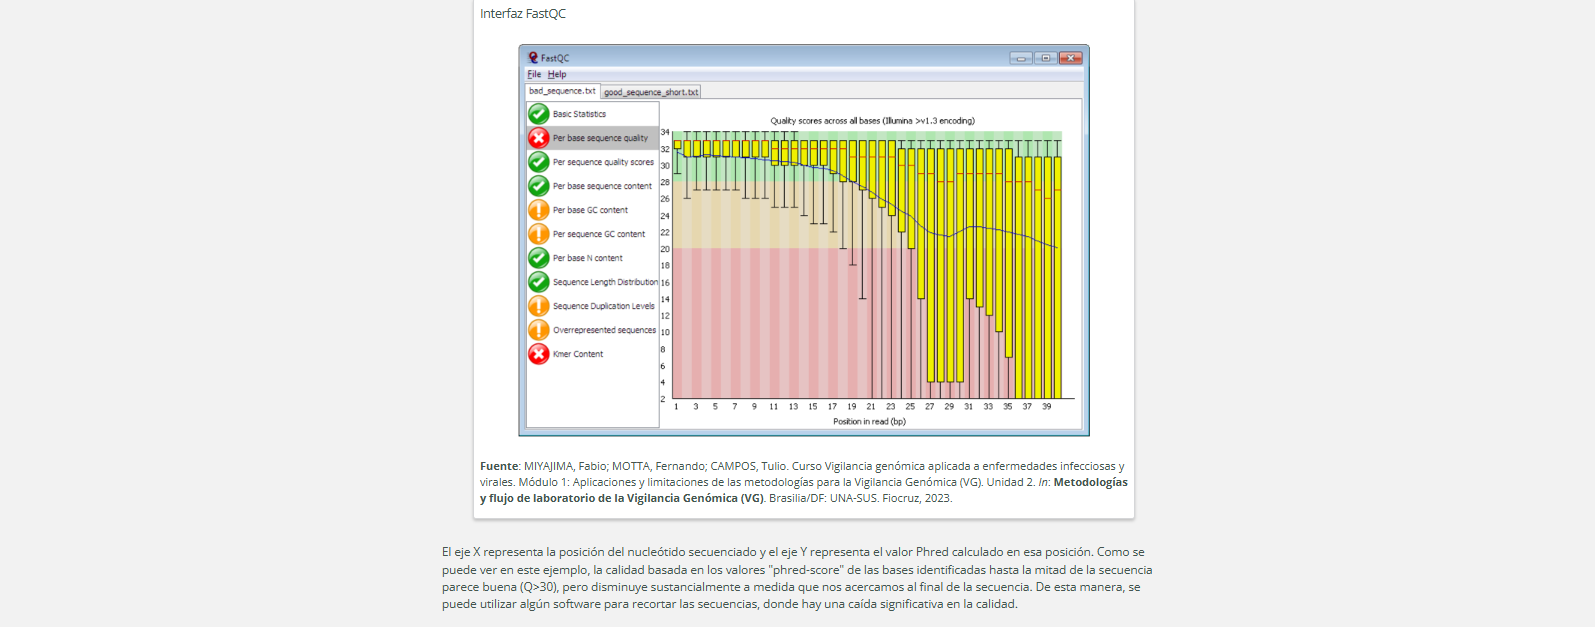 Interfaz FastQC
FastQC
File Help
bad_sequence.txt good_sequence_short.txt
Basic Statistics
Per base sequence quality
Per sequence quality scores
Per base sequence content
Per base GC content
Per sequence GC content
Per base N content
Sequence Length Distribution
Sequence Duplication Levels
Overrepresented sequences
Kmer Content
Quality scores across all bases (Illumina >v1.3 encoding)
34
32
30
28
26
24
22
20
18
16
14
12
10
8
6
4
2
1 3 5 7 9 11 13 15 17 19 21 23 25 27 29 31 33 35 37 39
Position in read (bp)
Fuente: MIYAJIMA, Fabio; MOTTA, Fernando; CAMPOS, Tulio. Curso Vigilancia genómica aplicada a enfermedades infecciosas y
virales. Módulo 1: Aplicaciones y limitaciones de las metodologías para la Vigilancia Genómica (VG). Unidad 2. In: Metodologías
y flujo de laboratorio de la Vigilancia Genómica (VG). Brasilia/DF: UNA-SUS. Fiocruz, 2023.
El eje X representa la posición del nucleótido secuenciado y el eje Y representa el valor Phred calculado en esa posición. Como se
puede ver en este ejemplo, la calidad basada en los valores "phred-score" de las bases identificadas hasta la mitad de la secuencia
parece buena (Q>30), pero disminuye sustancialmente a medida que nos acercamos al final de la secuencia. De esta manera, se
puede utilizar algún software para recortar las secuencias, donde hay una caída significativa en la calidad.